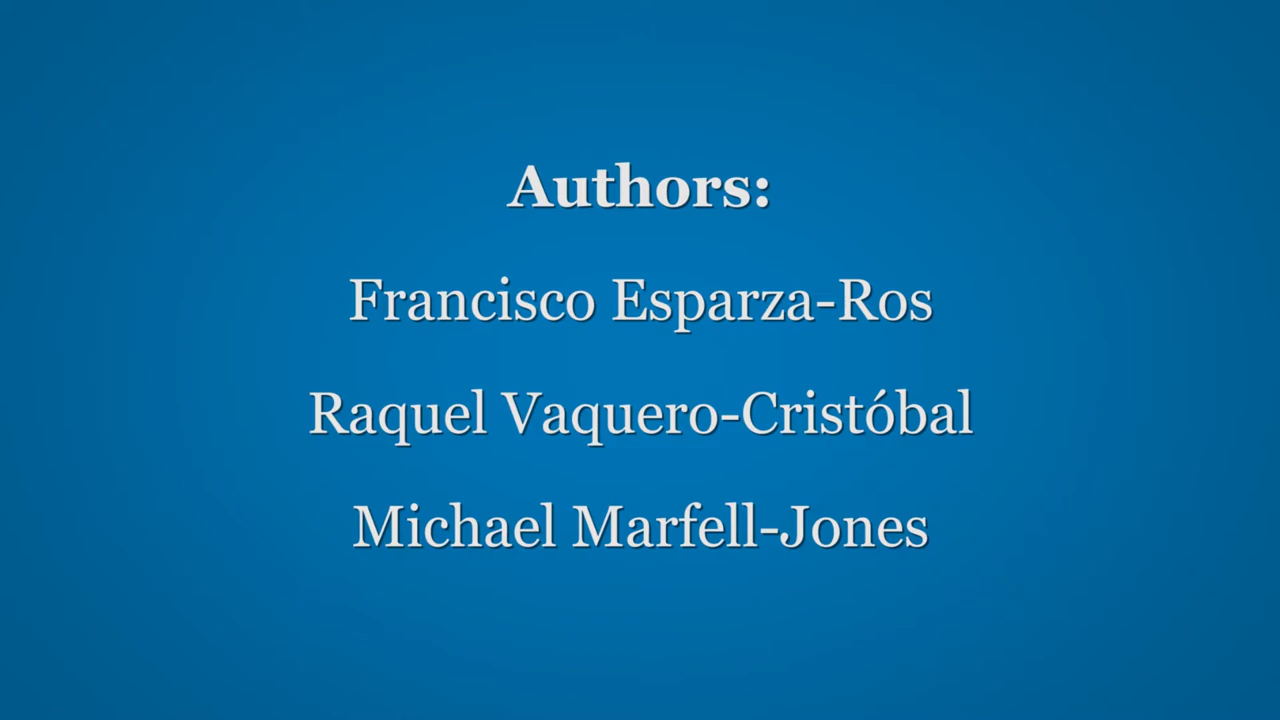 Authors:
Francisco Esparza-Ros
Raquel Vaquero-Cristóbal
Michael Marfell-Jones